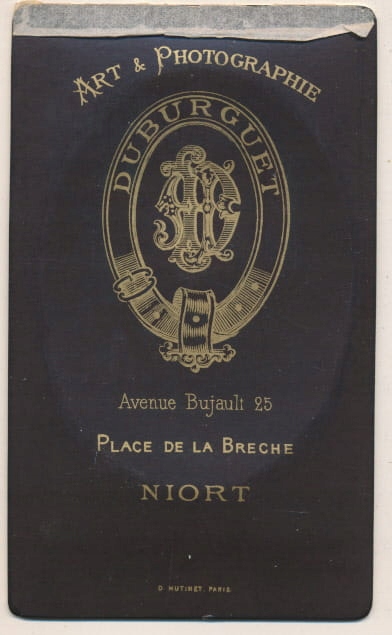 ART & PHOTOGRAPHIE
DUBURGUET
Avenue Bujault 25
PLACE DE LA BRECHE
NIORT
D. HUTINET. PARIS